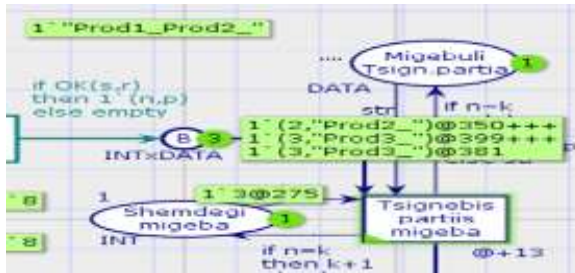 1`"Prod1_Prod2_"
Migebuli
Tsign.partia
1
DATA
if OK(s,r)
then 1`(n,p)
else empty
str
if n=k
B
3
INTxDATA
1`(2,"Prod2_")@350+++
1`(3,"Prod3_")@399+++
1`(3,"Prod3_")@381
`8
1
1`3@275
Shemdegi
migeba
1
INT
Tsignebis
partiis
migeba
`8
if n=k
then k+1
@+13